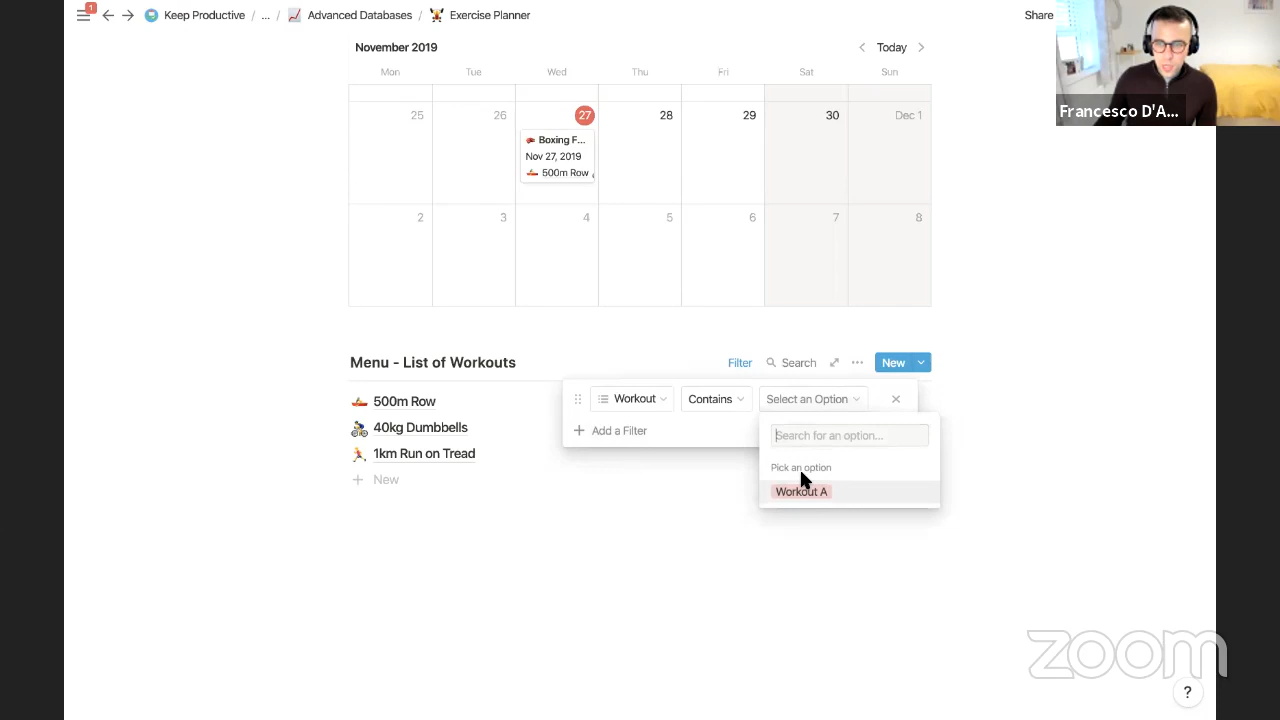 1
Keep Productive / ... / Advanced Databases / Exercise Planner
Share
Francesco D'A...
November 2019
Today
Mon Tue Wed Thu Fri Sat Sun
25 26 27 28 29 30 Dec 1
Boxing F...
Nov 27, 2019
500m Row
2 3 4 5 6 7 8
Menu - List of Workouts
Filter Search ... New
500m Row
40kg Dumbbells
1km Run on Tread
+ New
Workout Contains Select an Option
+ Add a Filter
Search for an option...
Pick an option
Workout A
zoom
?